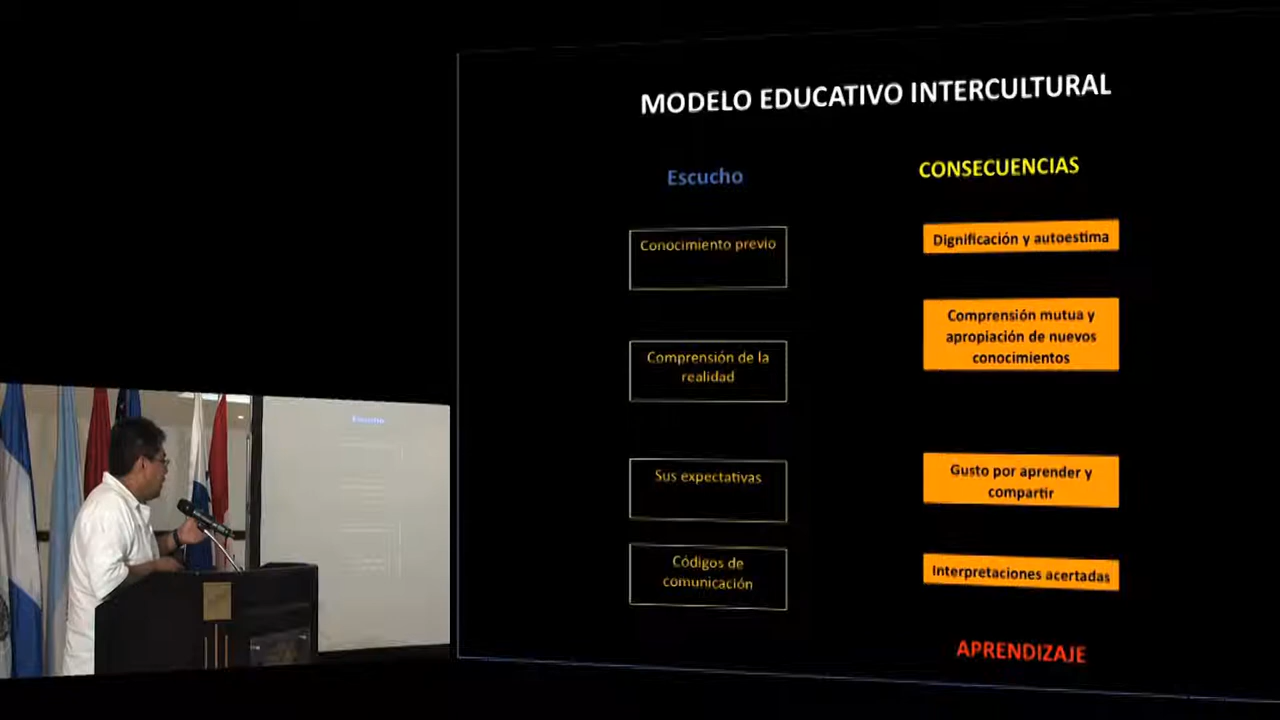 MODELO EDUCATIVO INTERCULTURAL
Escucho
CONSECUENCIAS
Conocimiento previo
Dignificación y autoestima
Comprensión de la
realidad
Comprensión mutua y
apropiación de nuevos
conocimientos
Sus expectativas
Gusto por aprender y
compartir
Códigos de
comunicación
Interpretaciones acertadas
APRENDIZAJE